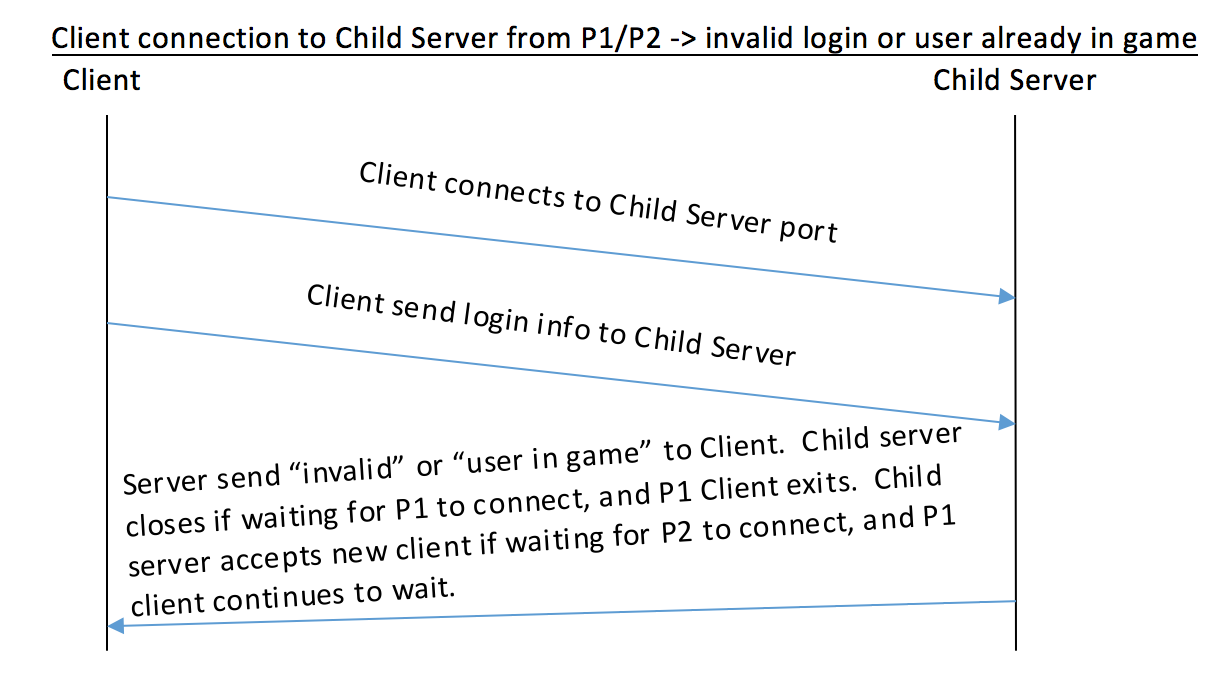 Client connection to Child Server from P1/P2 -> invalid login or user already in game
Client
Child Server
Client connects to Child Server port
Client send login info to Child Server
Server send “invalid” or “user in game” to Client.  Child server
closes if waiting for P1 to connect, and P1 Client exits.  Child
server accepts new client if waiting for P2 to connect, and P1
client continues to wait.